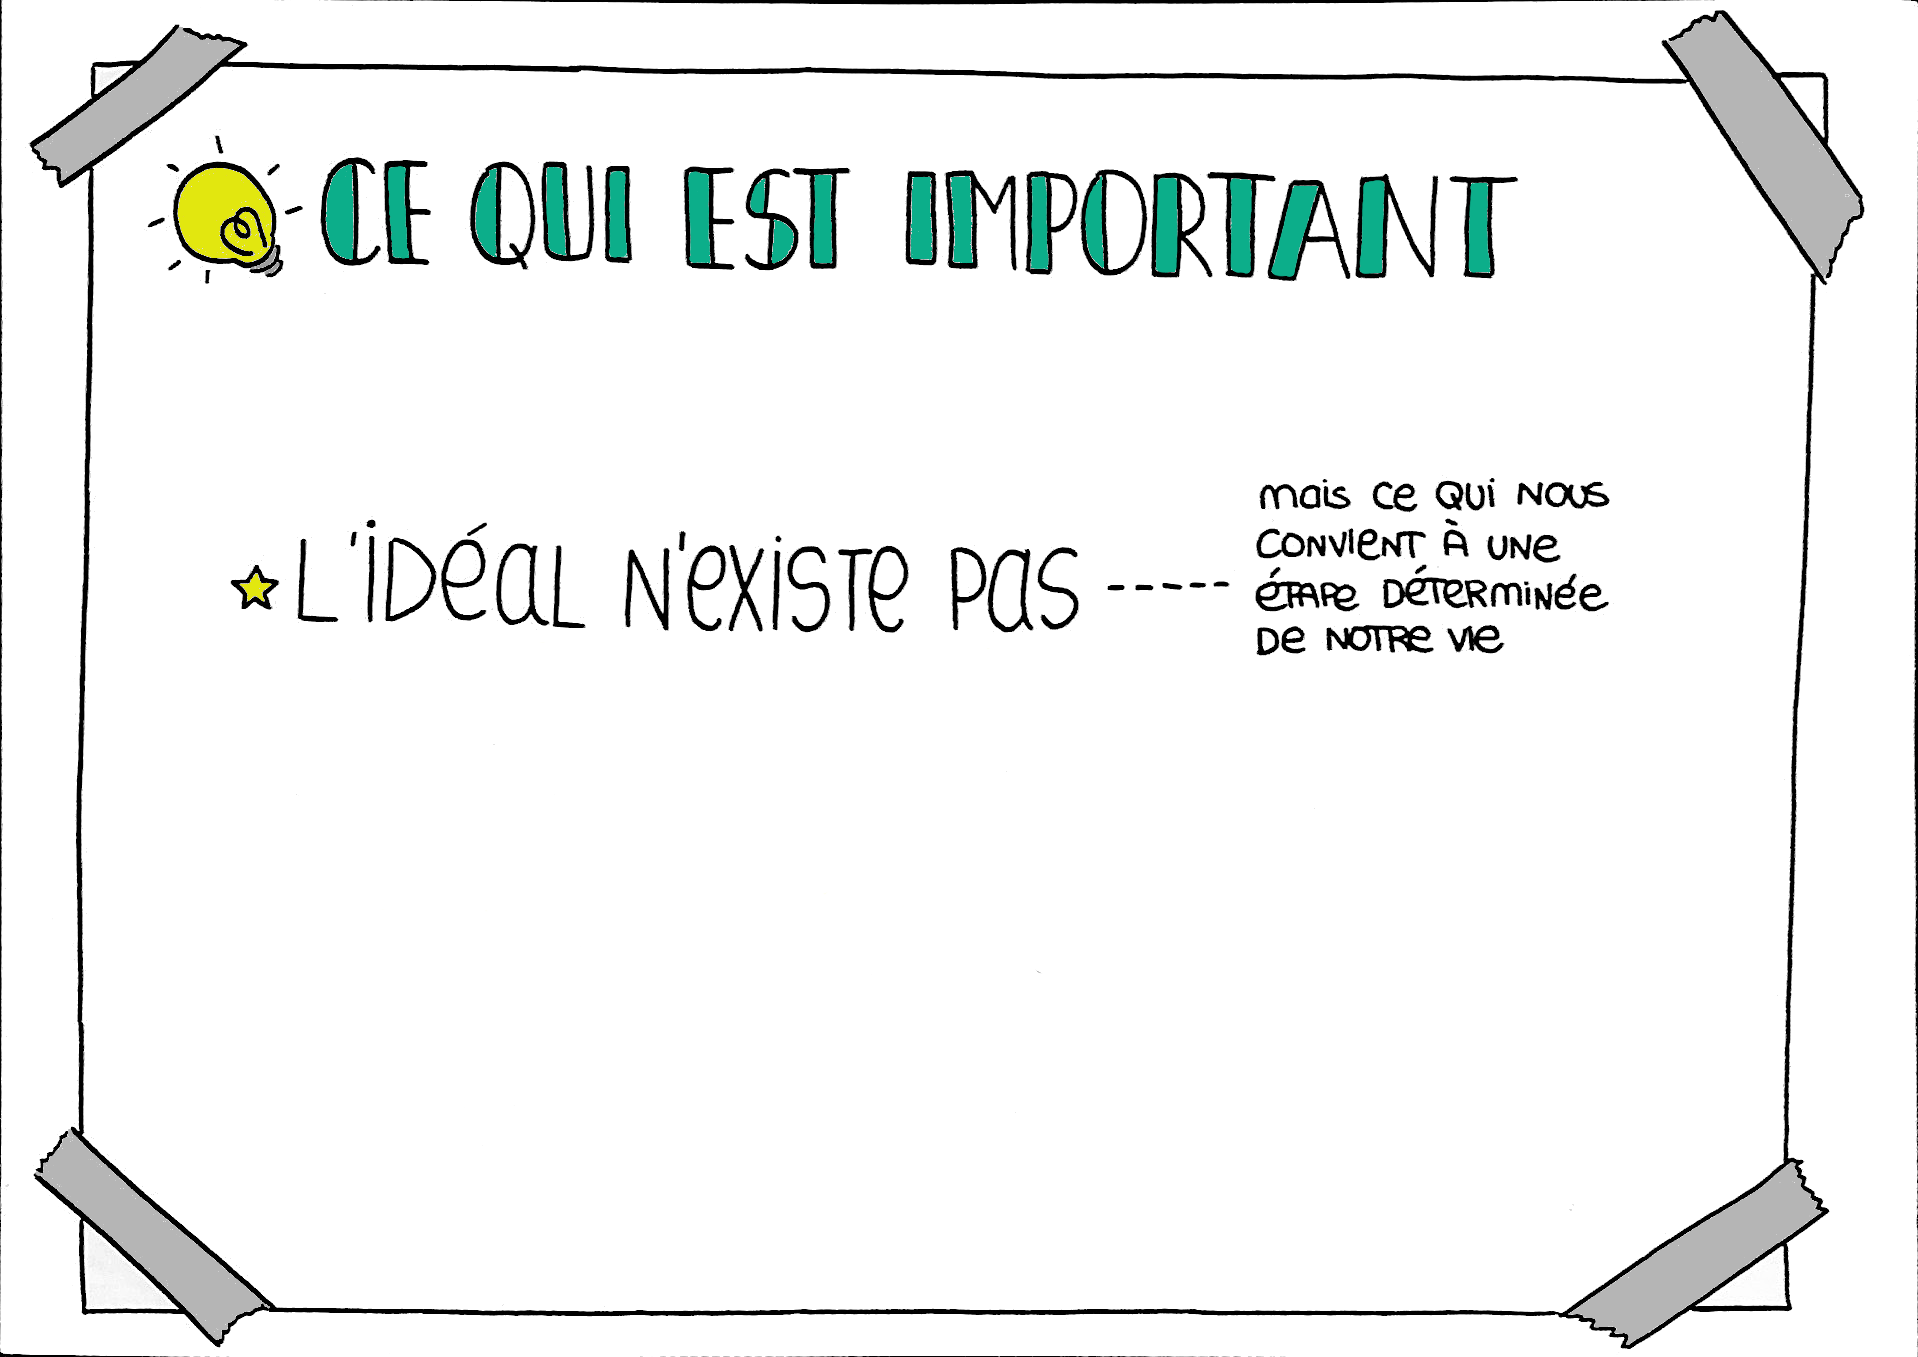 CE QUI EST IMPORTANT
L'IDÉAL N'EXISTE PAS -----
mais ce qui nous
convient à une
étape déterminée
de notre vie